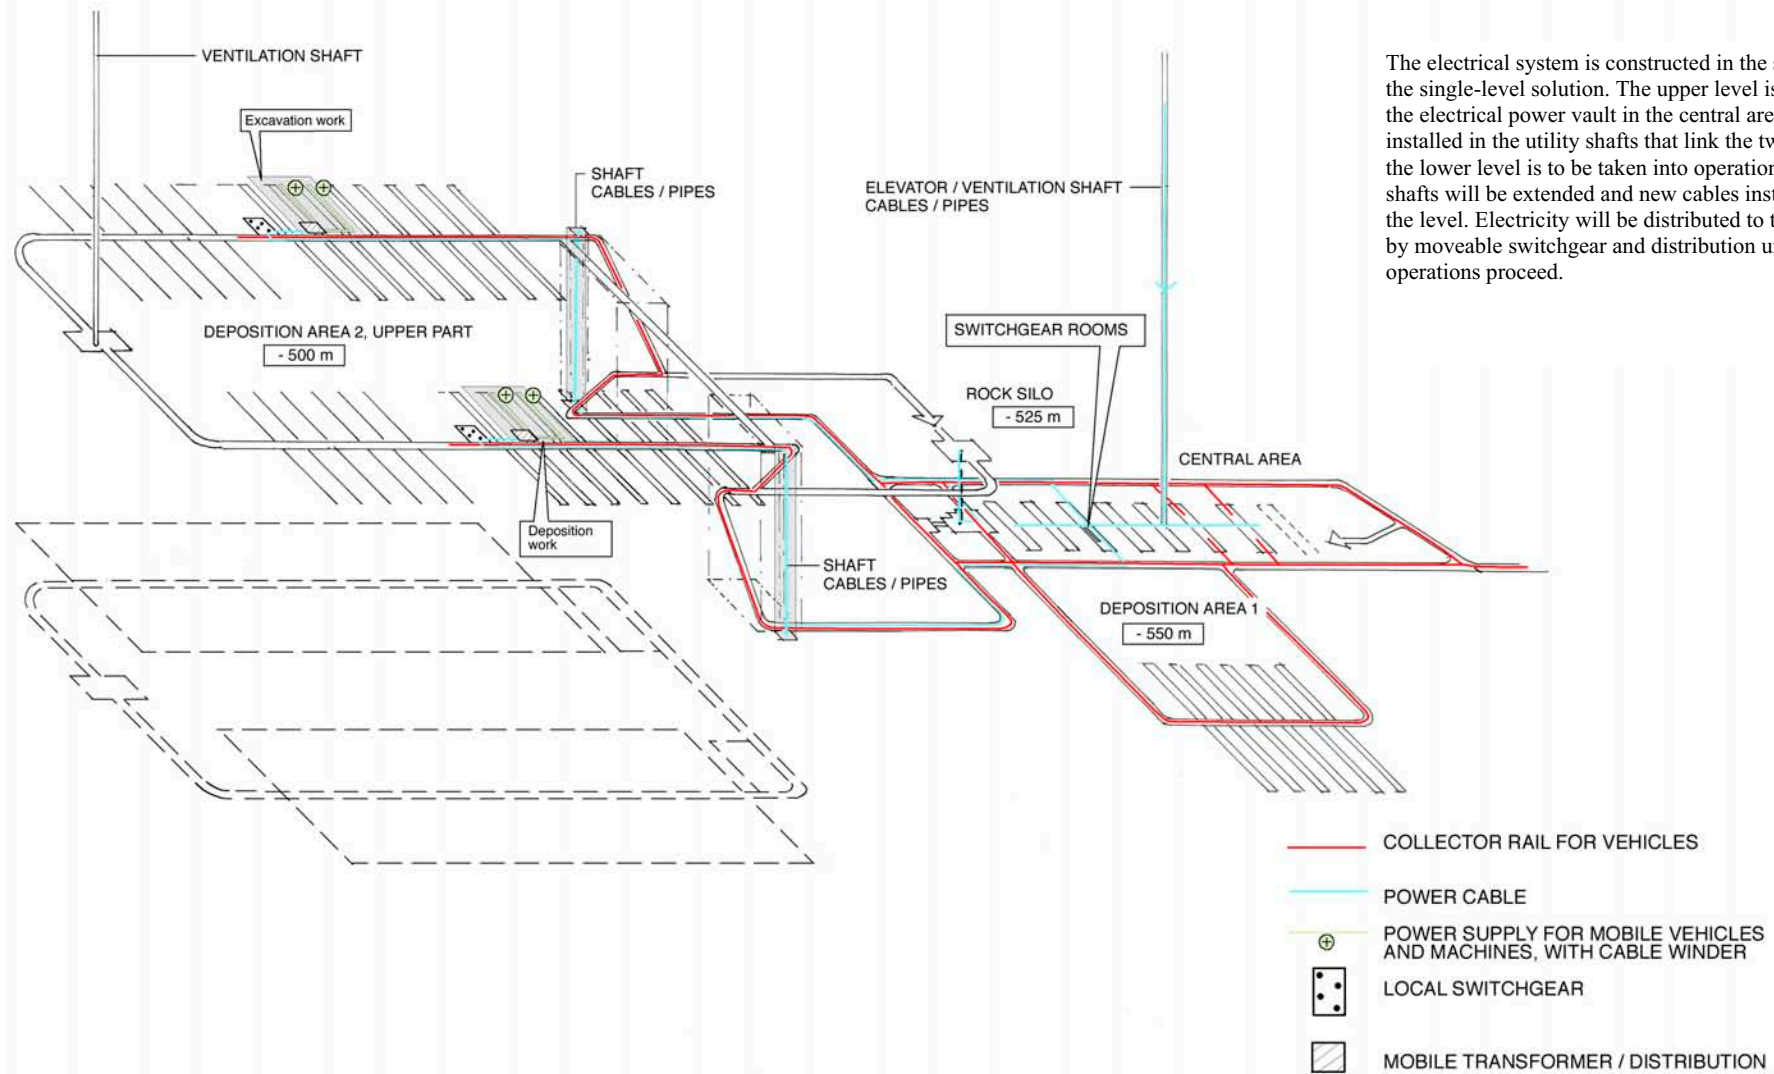 VENTILATION SHAFT
Excavation work
SHAFT
CABLES / PIPES
ELEVATOR / VENTILATION SHAFT
CABLES / PIPES
The electrical system is constructed in the
the single-level solution. The upper level is
the electrical power vault in the central
installed in the utility shafts that link the
the lower level is to be taken into operation
shafts will be extended and new cables
the level. Electricity will be distributed to
by moveable switchgear and distribution
operations proceed.
DEPOSITION AREA 2, UPPER PART
- 500 m
SWITCHGEAR ROOMS
ROCK SILO
- 525 m
CENTRAL AREA
Deposition
work
SHAFT
CABLES / PIPES
DEPOSITION AREA 1
- 550 m
COLLECTOR RAIL FOR VEHICLES
POWER CABLE
POWER SUPPLY FOR MOBILE VEHICLES
AND MACHINES, WITH CABLE WINDER
LOCAL SWITCHGEAR
MOBILE TRANSFORMER / DISTRIBUTION